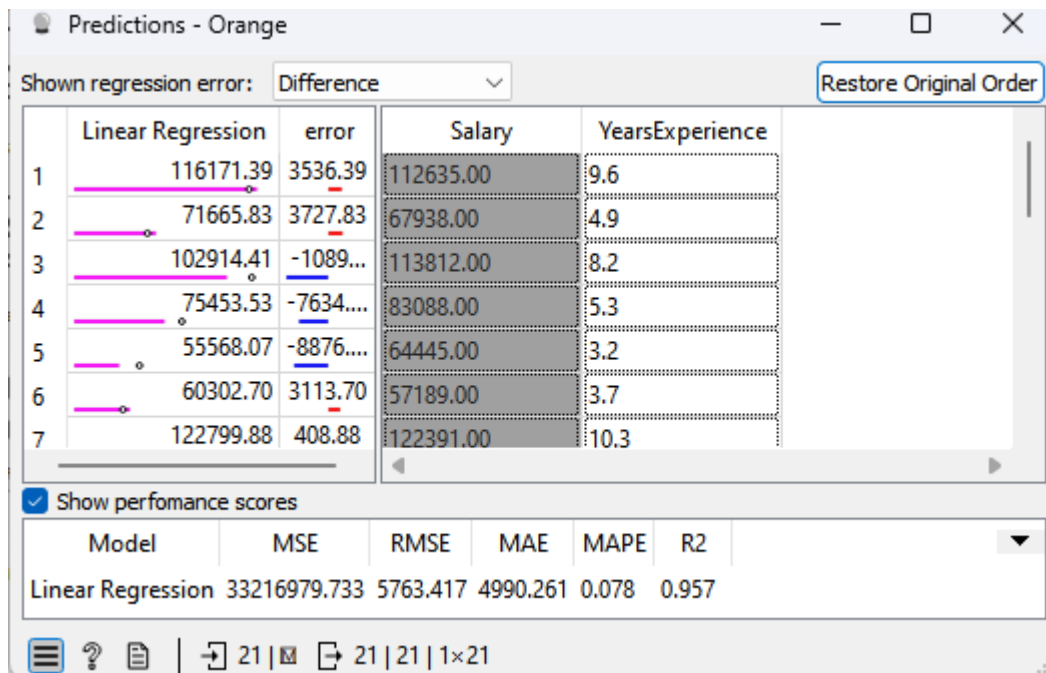 Predictions - Orange
Shown regression error: Difference Restore Original Order
Linear Regression error Salary YearsExperience
1 116171.39 3536.39 112635.00 9.6
2 71665.83 3727.83 67938.00 4.9
3 102914.41 -1089... 113812.00 8.2
4 75453.53 -7634.... 83088.00 5.3
5 55568.07 -8876.... 64445.00 3.2
6 60302.70 3113.70 57189.00 3.7
7 122799.88 408.88 122391.00 10.3
Show perfomance scores
Model MSE RMSE MAE MAPE R2
Linear Regression 33216979.733 5763.417 4990.261 0.078 0.957
? | 21 | M 21 | 21 | 1×21